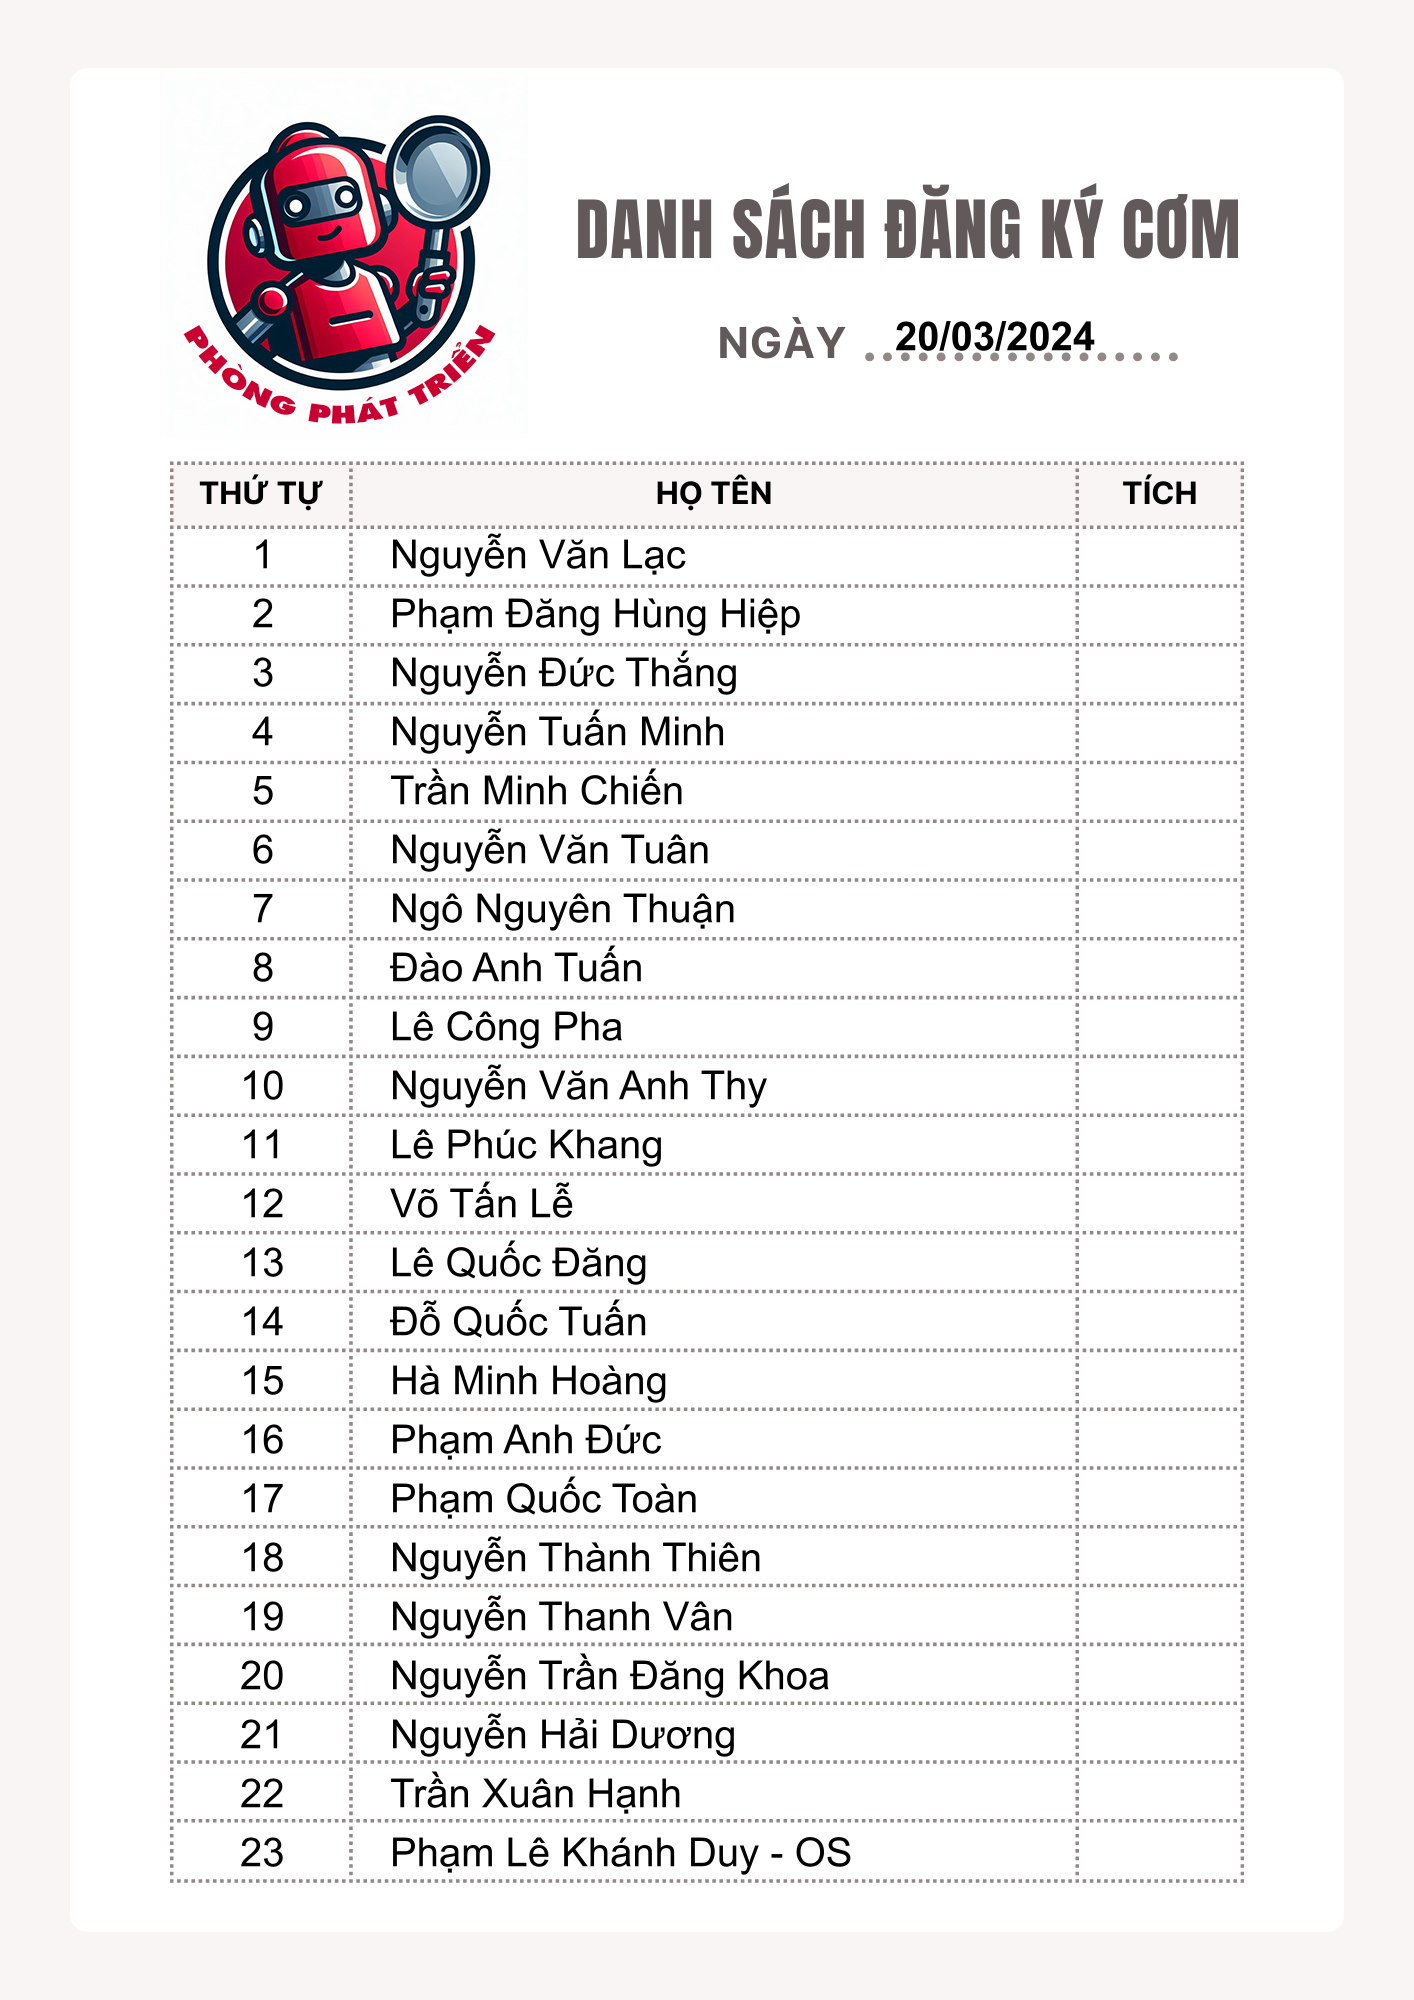 PHÒNG PHÁT TRIỂN
DANH SÁCH ĐĂNG KÝ CƠM
NGÀY 20/03/2024
THỨ TỰ HỌ TÊN TÍCH
1 Nguyễn Văn Lạc
2 Phạm Đăng Hùng Hiệp
3 Nguyễn Đức Thắng
4 Nguyễn Tuấn Minh
5 Trần Minh Chiến
6 Nguyễn Văn Tuân
7 Ngô Nguyên Thuận
8 Đào Anh Tuấn
9 Lê Công Pha
10 Nguyễn Văn Anh Thy
11 Lê Phúc Khang
12 Võ Tấn Lễ
13 Lê Quốc Đăng
14 Đỗ Quốc Tuấn
15 Hà Minh Hoàng
16 Phạm Anh Đức
17 Phạm Quốc Toàn
18 Nguyễn Thành Thiên
19 Nguyễn Thanh Vân
20 Nguyễn Trần Đăng Khoa
21 Nguyễn Hải Dương
22 Trần Xuân Hạnh
23 Phạm Lê Khánh Duy - OS